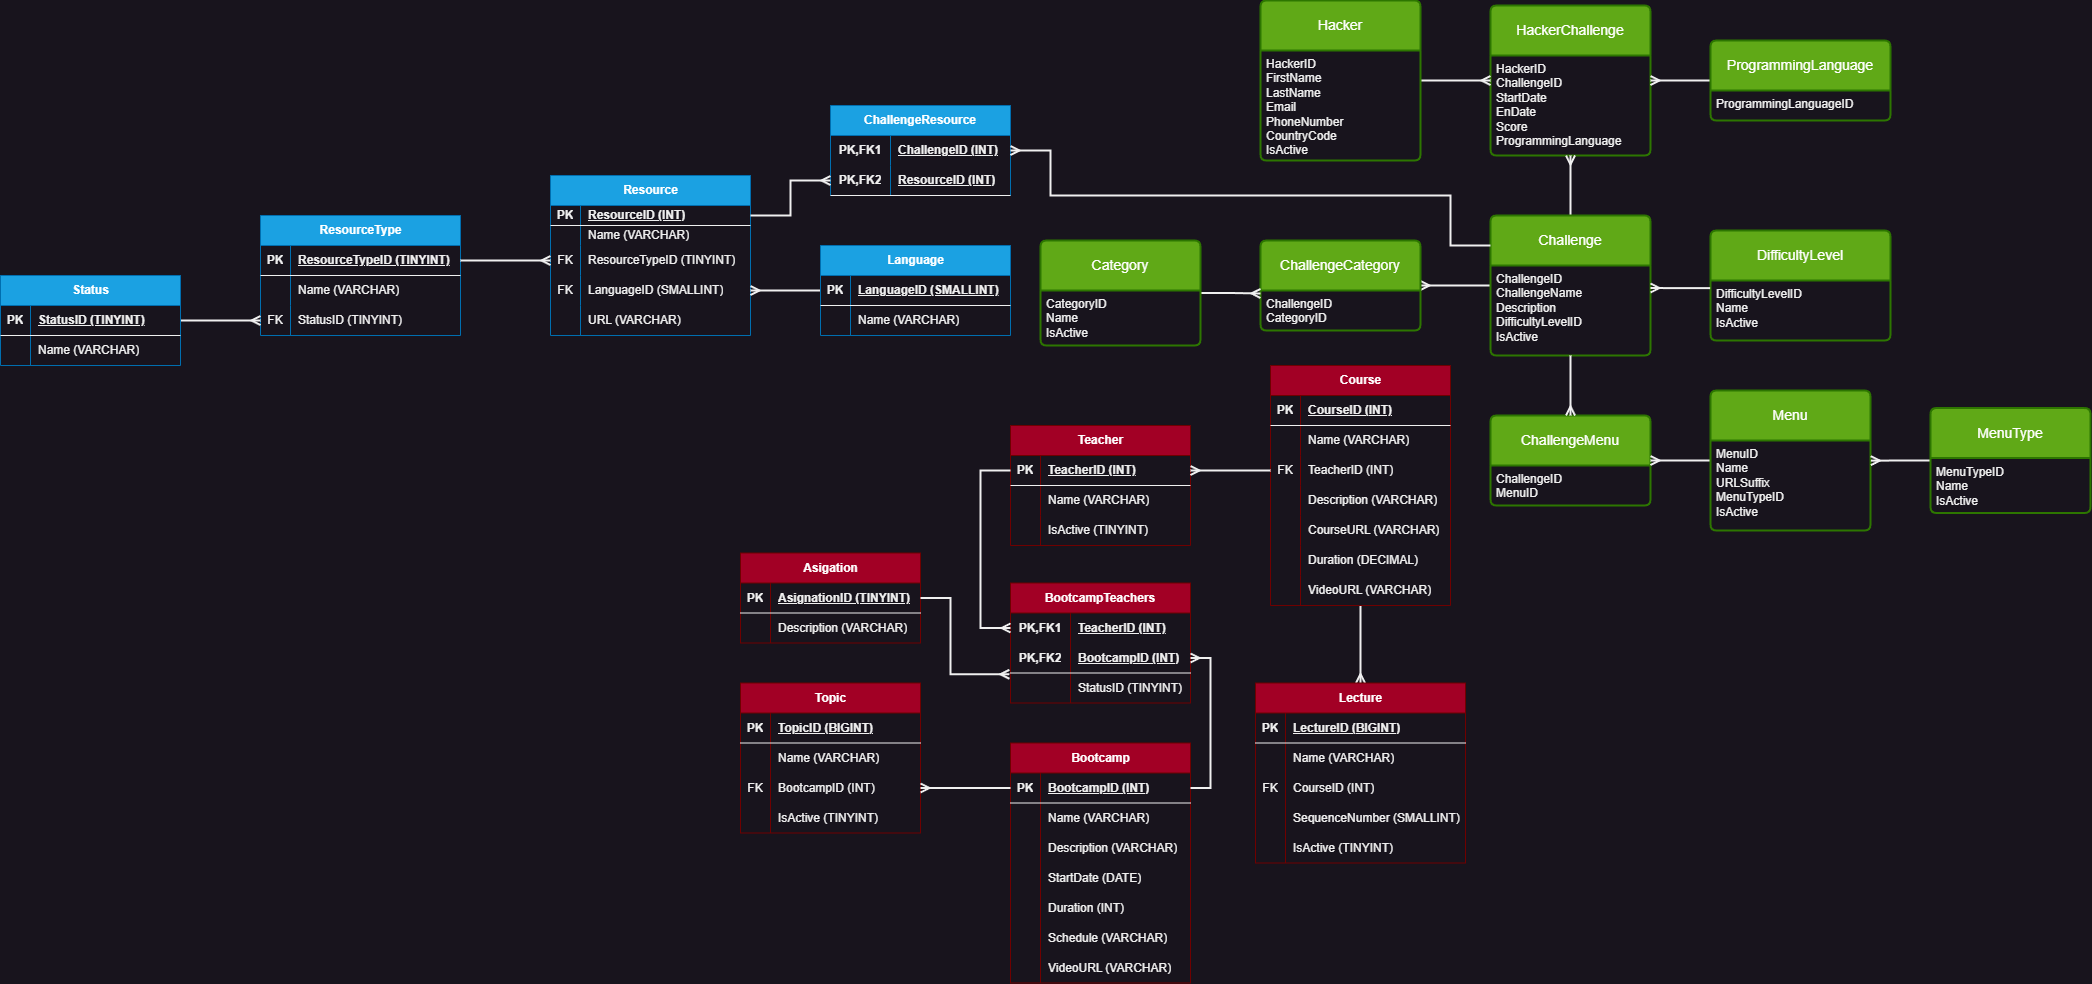 Hacker
HackerID
FirstName
LastName
Email
PhoneNumber
CountryCode
IsActive
HackerChallenge
HackerID
ChallengeID
StartDate
EnDate
Score
ProgrammingLanguage
ProgrammingLanguage
ProgrammingLanguageID
ChallengeResource
PK,FK1 ChallengeID (INT)
PK,FK2 ResourceID (INT)
Resource
PK ResourceID (INT)
Name (VARCHAR)
FK ResourceTypeID (TINYINT)
FK LanguageID (SMALLINT)
URL (VARCHAR)
ResourceType
PK ResourceTypeID (TINYINT)
Name (VARCHAR)
FK StatusID (TINYINT)
Status
PK StatusID (TINYINT)
Name (VARCHAR)
Language
PK LanguageID (SMALLINT)
Name (VARCHAR)
Category
CategoryID
Name
IsActive
ChallengeCategory
ChallengeID
CategoryID
Challenge
ChallengeID
ChallengeName
Description
DifficultyLevelID
IsActive
DifficultyLevel
DifficultyLevelID
Name
IsActive
ChallengeMenu
ChallengeID
MenuID
Menu
MenuID
Name
URLSuffix
MenuTypeID
IsActive
MenuType
MenuTypeID
Name
IsActive
Course
PK CourseID (INT)
Name (VARCHAR)
FK TeacherID (INT)
Description (VARCHAR)
CourseURL (VARCHAR)
Duration (DECIMAL)
VideoURL (VARCHAR)
Teacher
PK TeacherID (INT)
Name (VARCHAR)
IsActive (TINYINT)
Asigation
PK AsignationID (TINYINT)
Description (VARCHAR)
BootcampTeachers
PK,FK1 TeacherID (INT)
PK,FK2 BootcampID (INT)
StatusID (TINYINT)
Topic
PK TopicID (BIGINT)
Name (VARCHAR)
FK BootcampID (INT)
IsActive (TINYINT)
Bootcamp
PK BootcampID (INT)
Name (VARCHAR)
Description (VARCHAR)
StartDate (DATE)
Duration (INT)
Schedule (VARCHAR)
VideoURL (VARCHAR)
Lecture
PK LectureID (BIGINT)
Name (VARCHAR)
FK CourseID (INT)
SequenceNumber (SMALLINT)
IsActive (TINYINT)